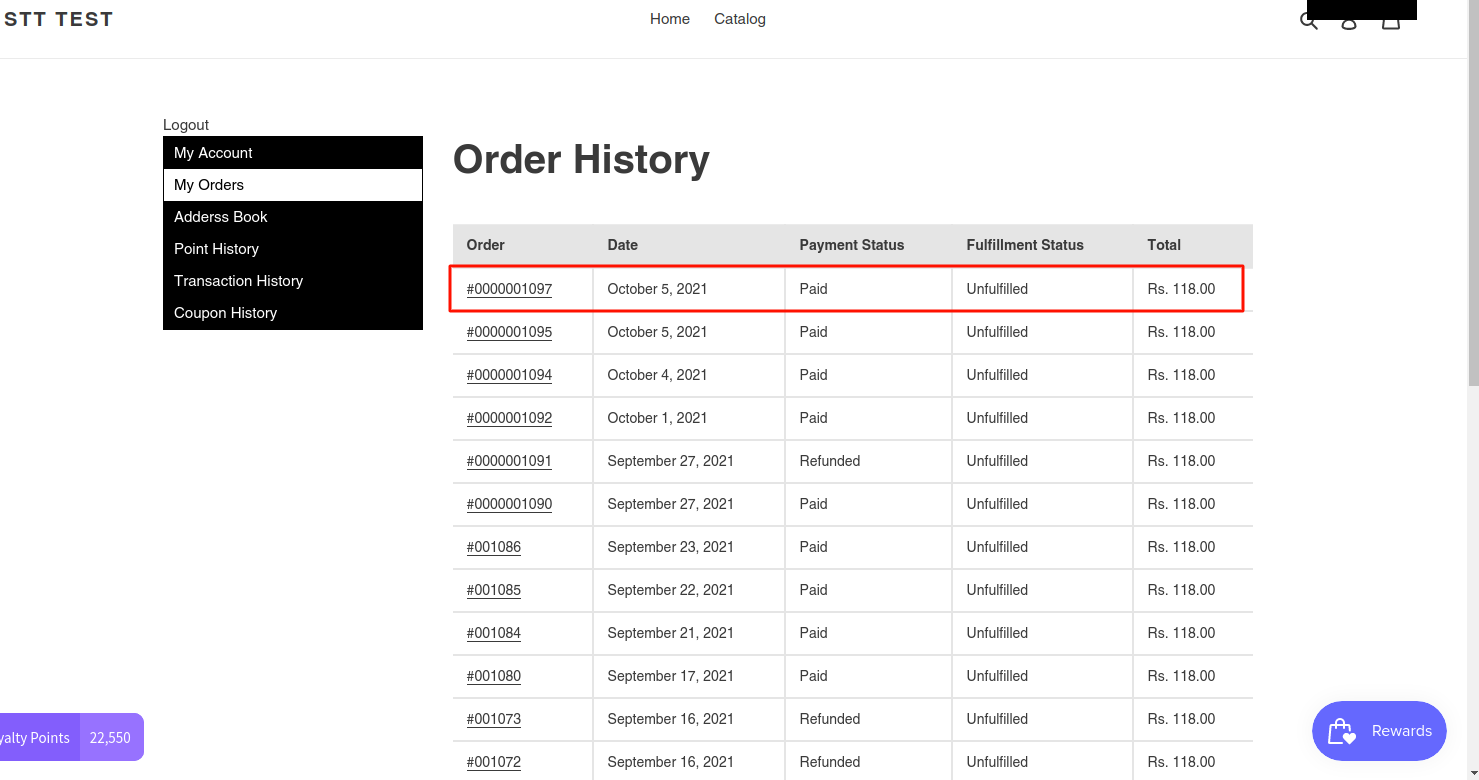 STT TEST
Home Catalog
Logout
My Account
My Orders
Adderss Book
Point History
Transaction History
Coupon History
Order History
Order Date Payment Status Fulfillment Status Total
#0000001097 October 5, 2021 Paid Unfulfilled Rs. 118.00
#0000001095 October 5, 2021 Paid Unfulfilled Rs. 118.00
#0000001094 October 4, 2021 Paid Unfulfilled Rs. 118.00
#0000001092 October 1, 2021 Paid Unfulfilled Rs. 118.00
#0000001091 September 27, 2021 Refunded Unfulfilled Rs. 118.00
#0000001090 September 27, 2021 Paid Unfulfilled Rs. 118.00
#001086 September 23, 2021 Paid Unfulfilled Rs. 118.00
#001085 September 22, 2021 Paid Unfulfilled Rs. 118.00
#001084 September 21, 2021 Paid Unfulfilled Rs. 118.00
#001080 September 17, 2021 Paid Unfulfilled Rs. 118.00
#001073 September 16, 2021 Refunded Unfulfilled Rs. 118.00
#001072 September 16, 2021 Refunded Unfulfilled Rs. 118.00
yalty Points 22,550
Rewards